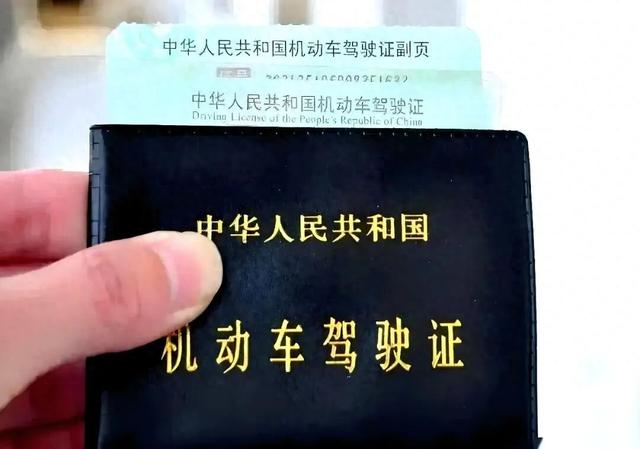 中华人民共和国机动车驾驶证副页
中华人民共和国机动车驾驶证
Driving License of the People's Republic of China
中华人民共和国
机动车驾驶证